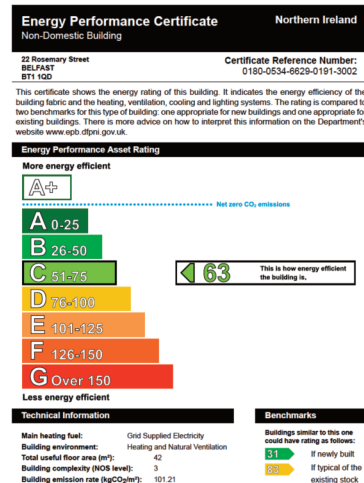 Energy Performance Certificate
Northern Ireland
Non-Domestic Building
22 Rosemary Street
BELFAST
BT1 1QD
Certificate Reference Number:
0180-0534-6629-0191-3002
This certificate shows the energy rating of this building. It indicates the energy efficiency of the
building fabric and the heating, ventilation, cooling and lighting systems. The rating is compared to
two benchmarks for this type of building: one appropriate for new buildings and one appropriate for
existing buildings. There is more advice on how to interpret this information on the Department's
website www.epb.dfpni.gov.uk.
Energy Performance Asset Rating
More energy efficient
A+
Net zero CO₂ emissions
A 0-25
B 26-50
C 51-75
63
This is how energy efficient
the building is.
D 76-100
E 101-125
F 126-150
G Over 150
Less energy efficient
Technical Information
Main heating fuel: Grid Supplied Electricity
Building environment: Heating and Natural Ventilation
Total useful floor area (m²): 42
Building complexity (NOS level): 3
Building emission rate (kgCO₂/m²): 101.21
Benchmarks
Buildings similar to this one
could have rating as follows:
31 If newly built
If typical of the
existing stock